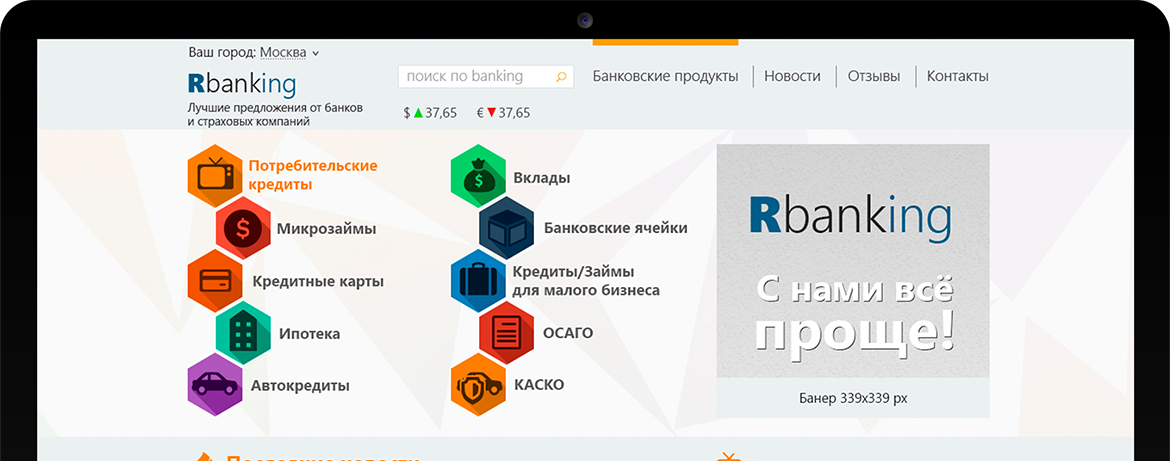 Ваш город: Москва
Rbanking
Лучшие предложения от банков
и страховых компаний
поиск по banking
$ 37,65 € 37,65
Банковские продукты Новости Отзывы Контакты
Потребительские
кредиты
Микрозаймы
Кредитные карты
Ипотека
Автокредиты
$
$
Вклады
Банковские ячейки
Кредиты/Займы
для малого бизнеса
ОСАГО
КАСКО
Rbanking
С нами всё
проще!
Банер 339x339 px
Последние новости